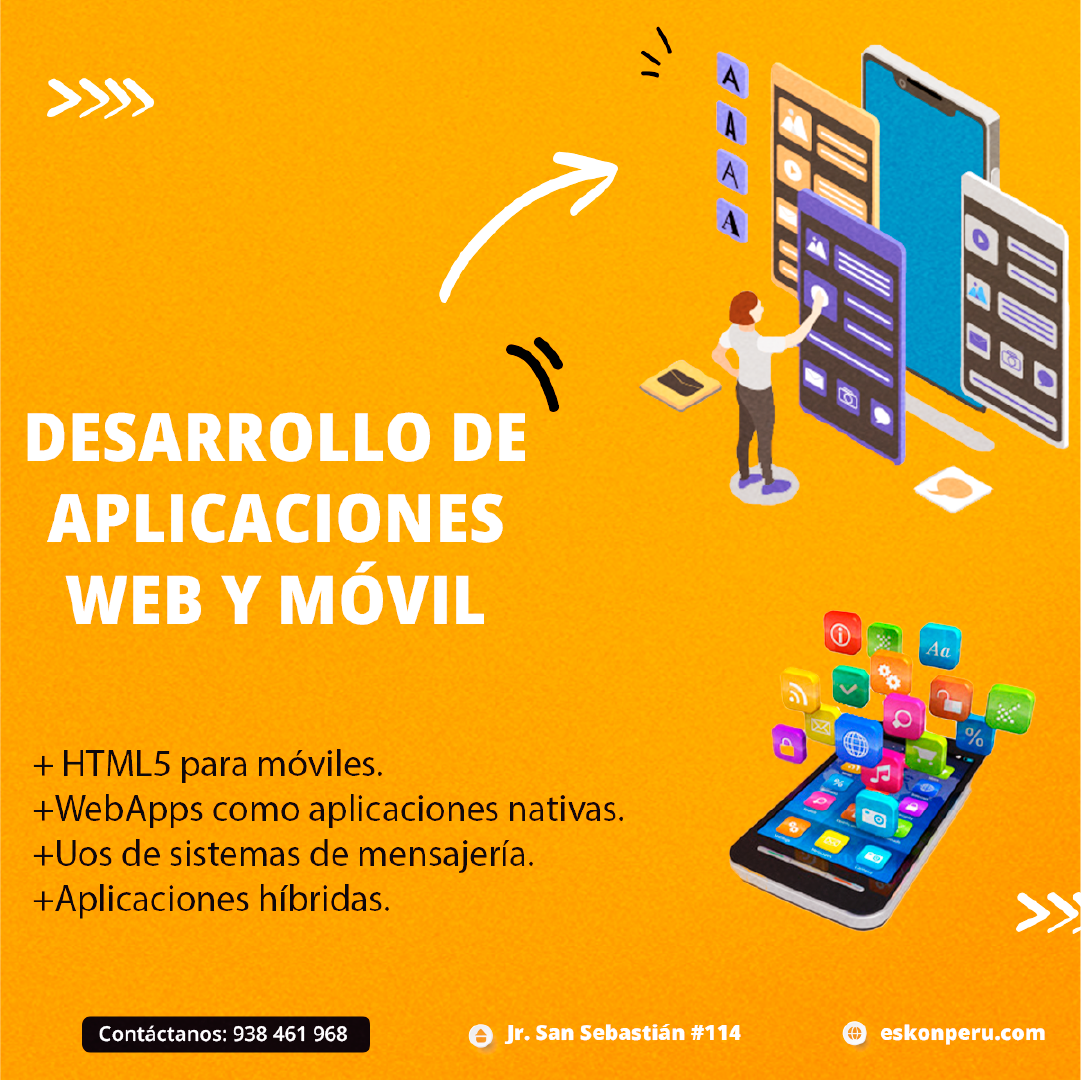 A
A
A
A
DESARROLLO DE
APLICACIONES
WEB Y MÓVIL
Aa
%
+ HTML5 para móviles.
+WebApps como aplicaciones nativas.
+Uos de sistemas de mensajería.
+Aplicaciones híbridas.
Contáctanos: 938 461 968
Jr. San Sebastián #114
eskonperu.com